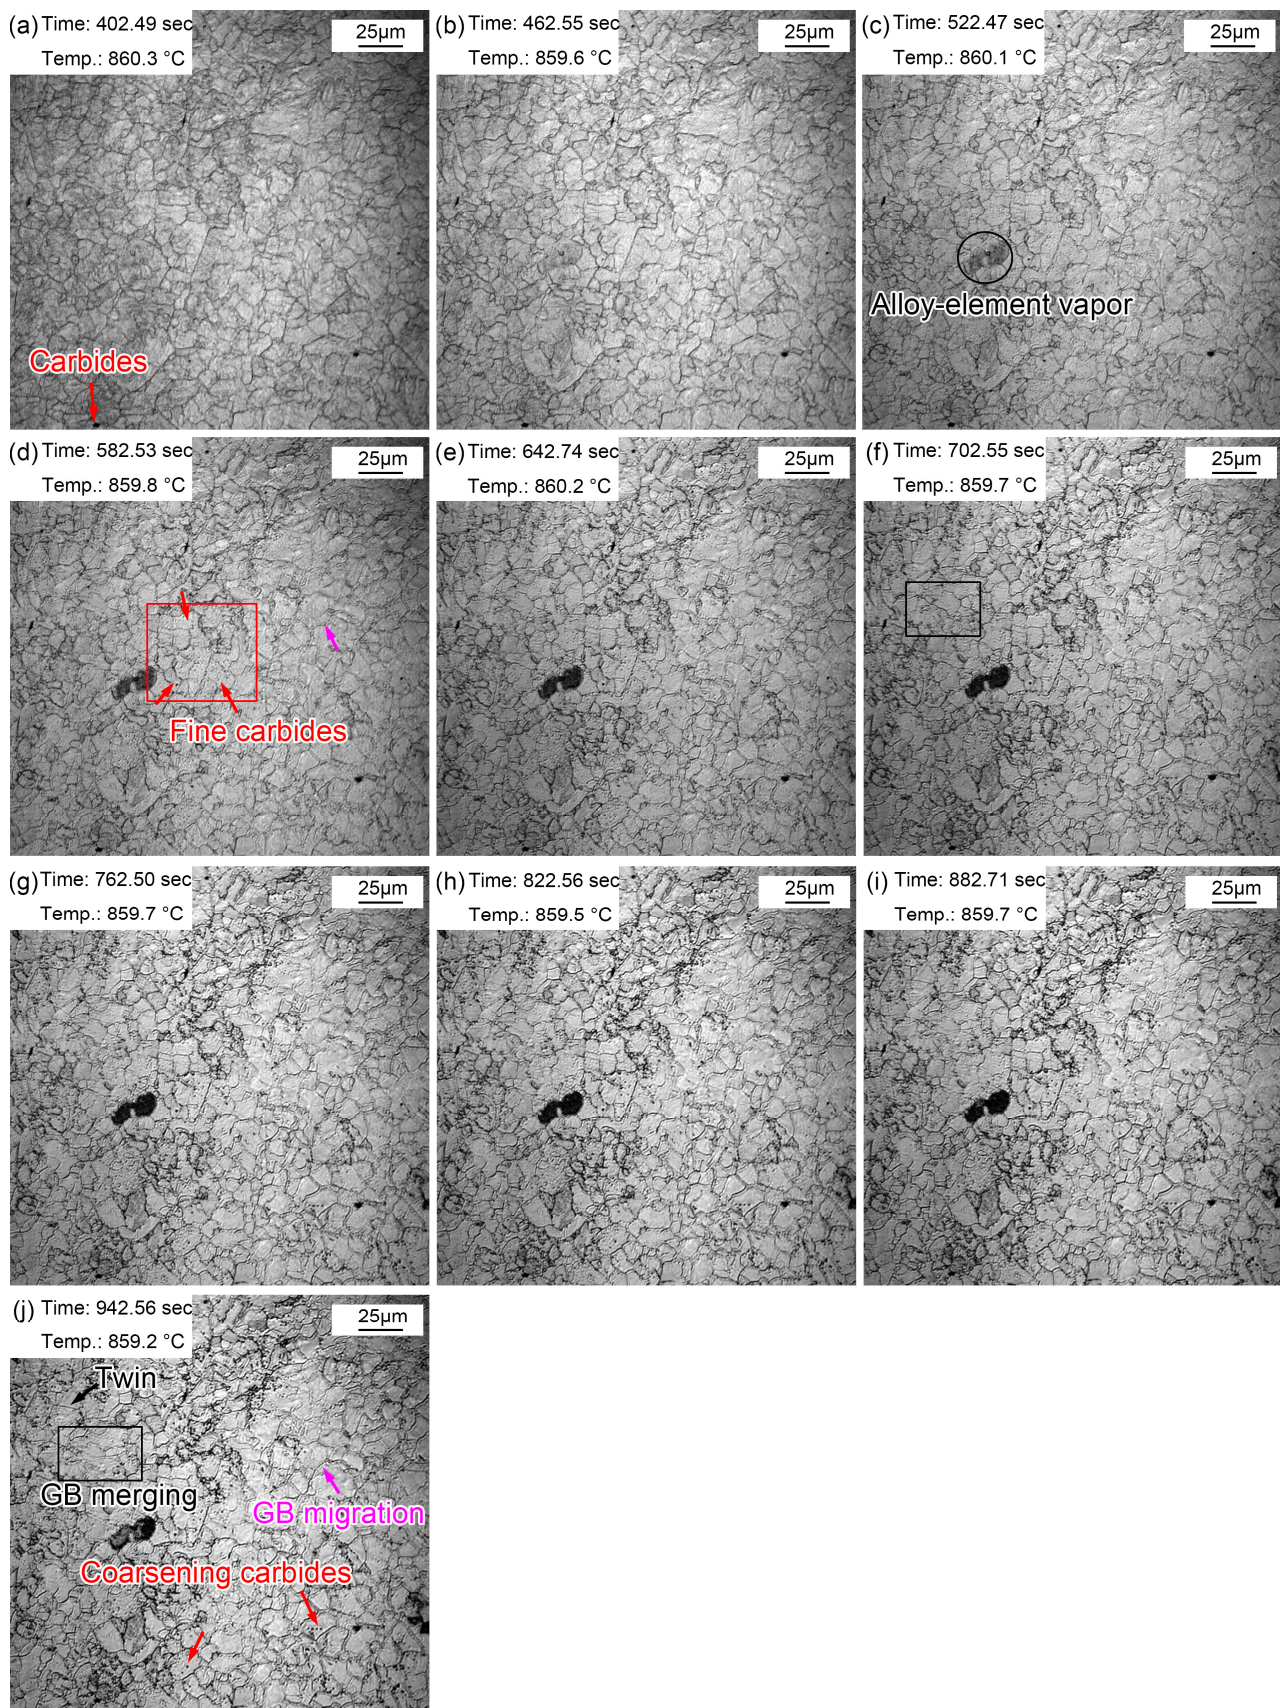 (a) Time: 402.49 sec
Temp.: 860.3 °C
25μm
Carbides
(b) Time: 462.55 sec
Temp.: 859.6 °C
25μm
(c) Time: 522.47 sec
Temp.: 860.1 °C
25μm
Alloy-element vapor
(d) Time: 582.53 sec
Temp.: 859.8 °C
25μm
Fine carbides
(e) Time: 642.74 sec
Temp.: 860.2 °C
25μm
(f) Time: 702.55 sec
Temp.: 859.7 °C
25μm
(g) Time: 762.50 sec
Temp.: 859.7 °C
25μm
(h) Time: 822.56 sec
Temp.: 859.5 °C
25μm
(i) Time: 882.71 sec
Temp.: 859.7 °C
25μm
(j) Time: 942.56 sec
Temp.: 859.2 °C
25μm
Twin
GB merging
GB migration
Coarsening carbides